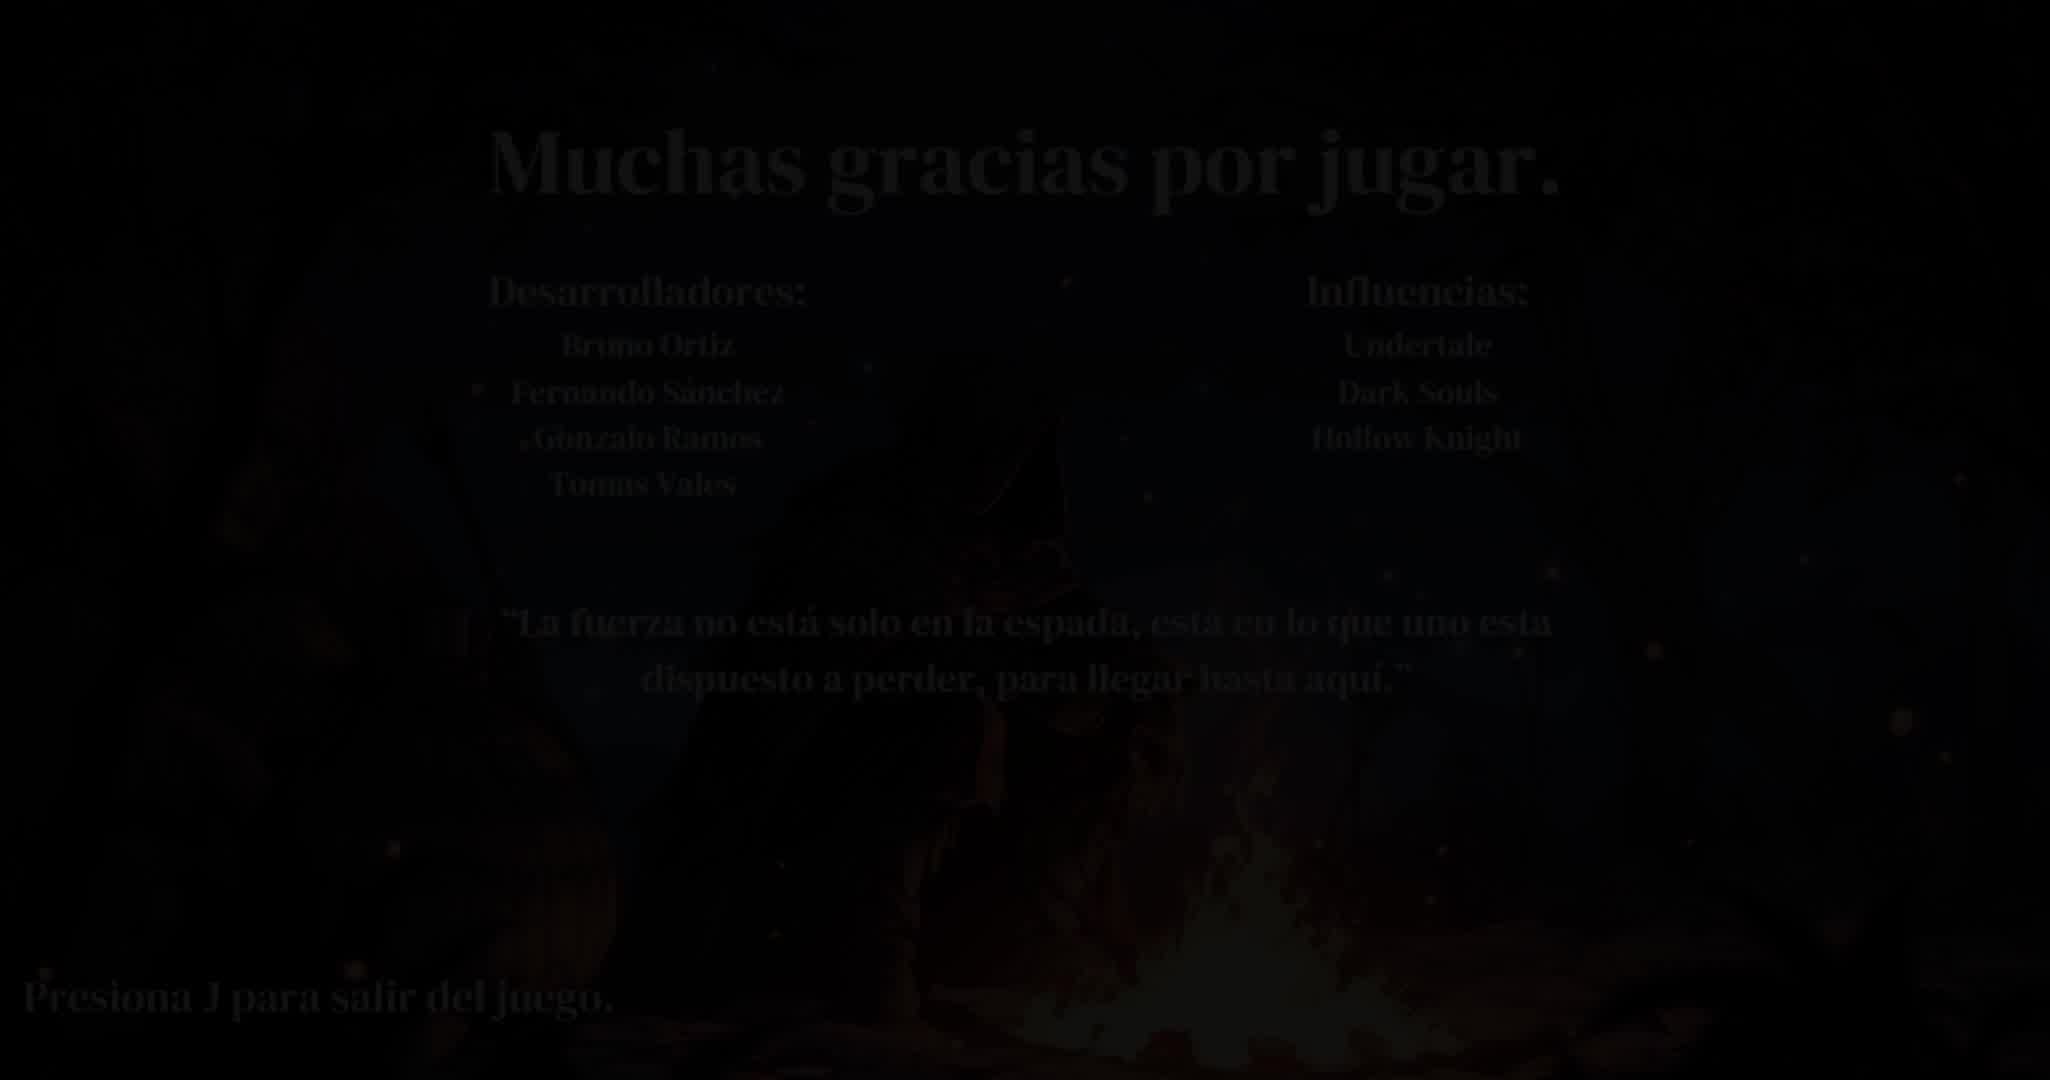 Muchas gracias por jugar.
Desarrolladores:
Bruno Ortiz
Fernando Sánchez
Gonzalo Ramos
Tomas Vales
Influencias:
Undertale
Dark Souls
Hollow Knight
“La fuerza no está solo en la espada, está en lo que uno esta
dispuesto a perder, para llegar hasta aquí.”
Presiona J para salir del juego.